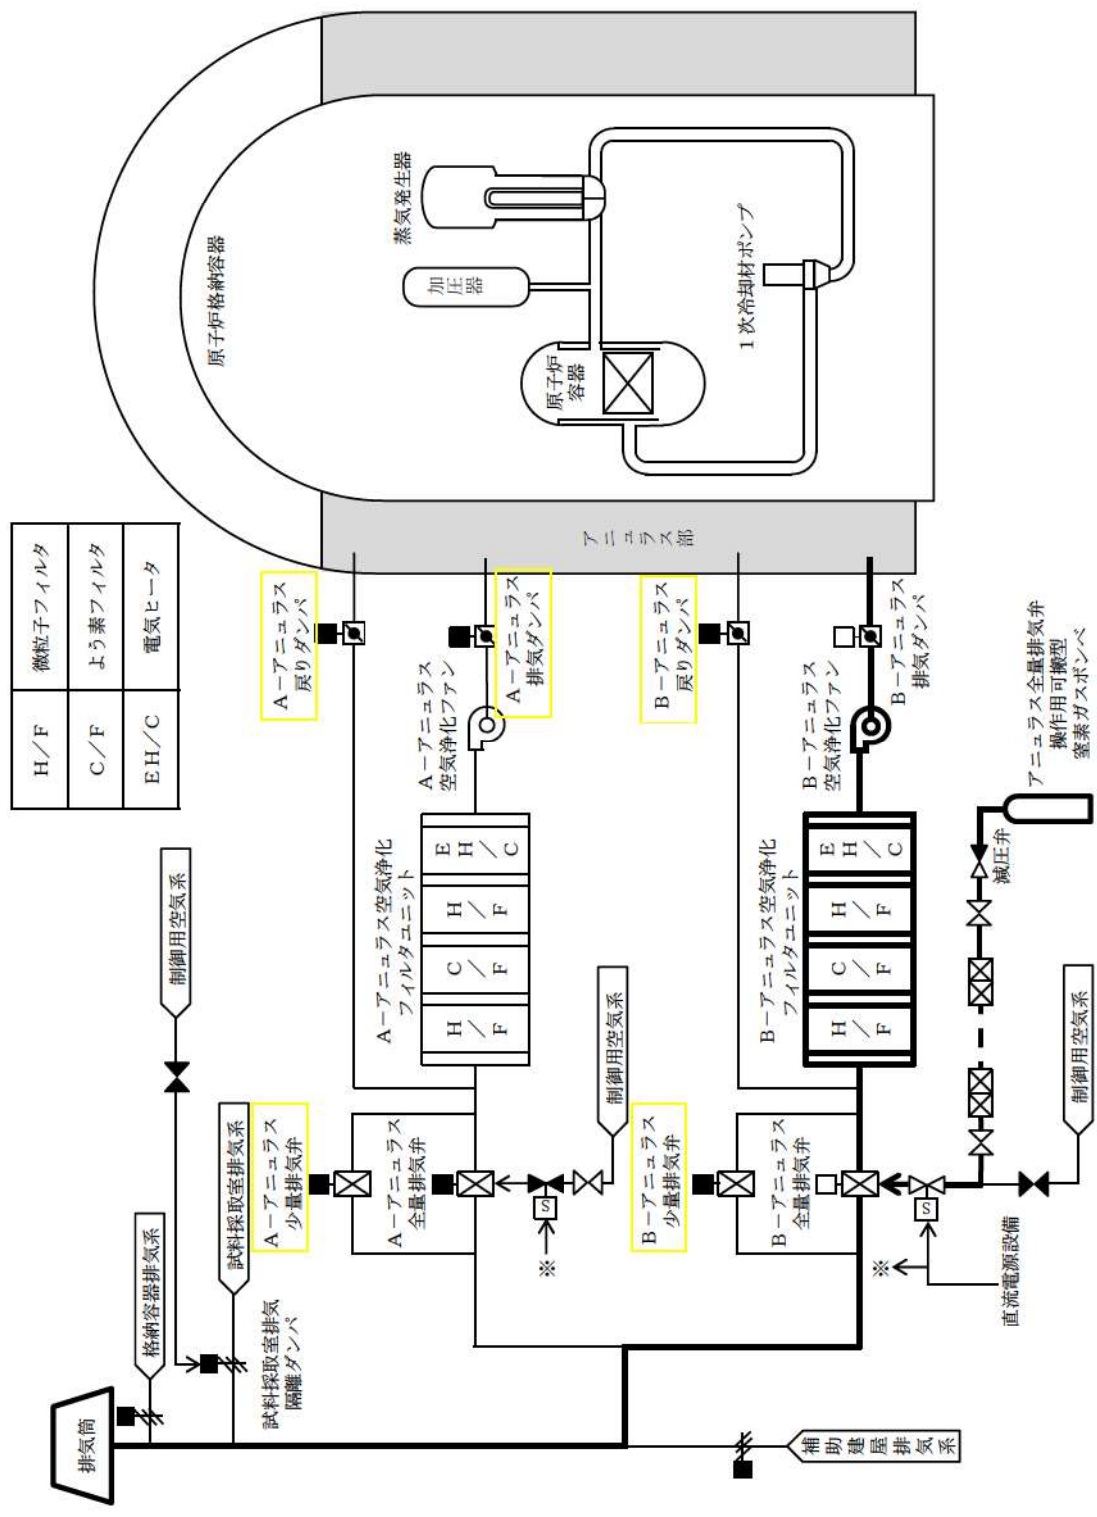 原子炉格納容器
蒸気発生器
加圧器
原子炉
容器
1次冷却材ポンプ
アニュラス部
H/F
微粒子フィルタ
C/F
よう素フィルタ
EH/C
電気ヒータ
A-アニュラス
戻りダンパ
A-アニュラス
排気ダンパ
B-アニュラス
戻りダンパ
B-アニュラス
排気ダンパ
A-アニュラス
空気浄化ファン
B-アニュラス
空気浄化ファン
アニュラス全量排気弁
操作用可搬型
窒素ガスボンベ
減圧弁
A-アニュラス空気浄化
フィルタユニット
H/F
C/F
H/F
EH/C
B-アニュラス空気浄化
フィルタユニット
H/F
C/F
H/F
EH/C
制御用空気系
制御用空気系
制御用空気系
試料採取室排気系
格納容器排気系
A-アニュラス
少量排気弁
A-アニュラス
全量排気弁
B-アニュラス
少量排気弁
B-アニュラス
全量排気弁
S
※
S
※
直流電源設備
試料採取室排気
隔離ダンパ
排気筒
補助建屋排気系